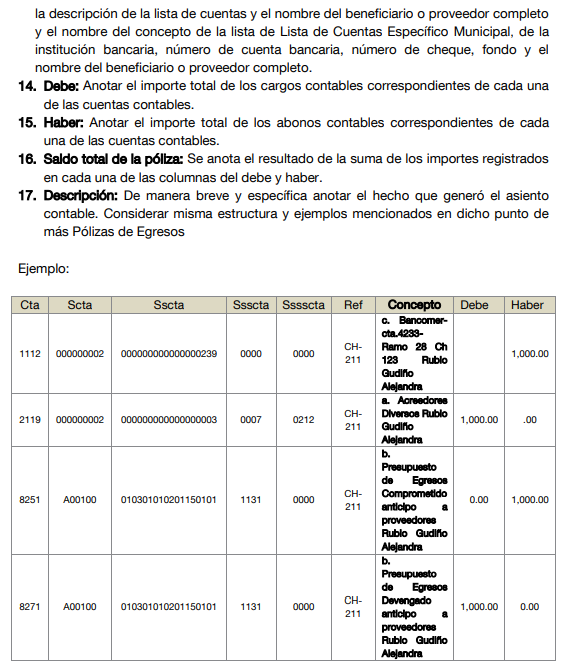 la descripción de la lista de cuentas y el nombre del beneficiario o proveedor completo
y el nombre del concepto de la lista de Lista de Cuentas Específico Municipal, de la
institución bancaria, número de cuenta bancaria, número de cheque, fondo y el
nombre del beneficiario o proveedor completo.
14. Debe: Anotar el importe total de los cargos contables correspondientes de cada una
de las cuentas contables.
15. Haber: Anotar el importe total de los abonos contables correspondientes de cada
una de las cuentas contables.
16. Saldo total de la póliza: Se anota el resultado de la suma de los importes registrados
en cada una de las columnas del debe y haber.
17. Descripción: De manera breve y específica anotar el hecho que generó el asiento
contable. Considerar misma estructura y ejemplos mencionados en dicho punto de
más Pólizas de Egresos
Ejemplo:
Cta Scta Sscta Ssscta Sssscta Ref Concepto Debe Haber
1112 000000002 000000000000000239 0000 0000 CH-211 c. Bancomer-
cta.4233-
Ramo 28 Ch
123 Rubio
Gudiño
Alejandra 1,000.00
2119 000000002 000000000000000003 0007 0212 CH-211 a. Acreedores
Diversos Rubio
Gudiño
Alejandra 1,000.00 .00
8251 A00100 010301010201150101 1131 0000 CH-211 b.
Presupuesto
de Egresos
Comprometido
anticipo a
proveedores
Rubio Gudiño
Alejandra 0.00 1,000.00
8271 A00100 010301010201150101 1131 0000 CH-211 b.
Presupuesto
de Egresos
Devengado
anticipo a
proveedores
Rubio Gudiño
Alejandra 1,000.00 0.00